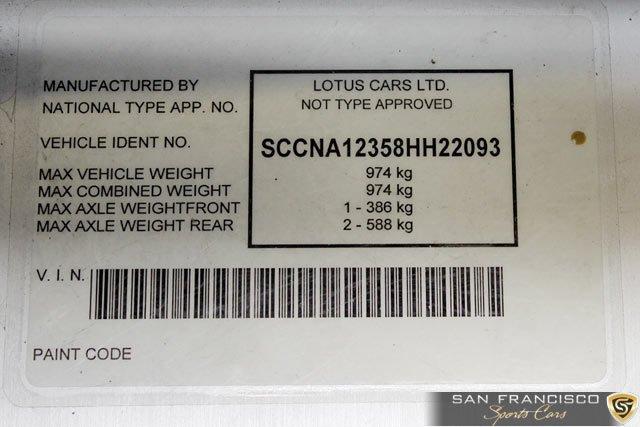 MANUFACTURED BY LOTUS CARS LTD.
NATIONAL TYPE APP. NO. NOT TYPE APPROVED
VEHICLE IDENT NO. SCCNA12358HH22093
MAX VEHICLE WEIGHT 974 kg
MAX COMBINED WEIGHT 974 kg
MAX AXLE WEIGHTFRONT 1 - 386 kg
MAX AXLE WEIGHT REAR 2 - 588 kg
V. I. N.
PAINT CODE
SAN FRANCISCO
Sports Cars